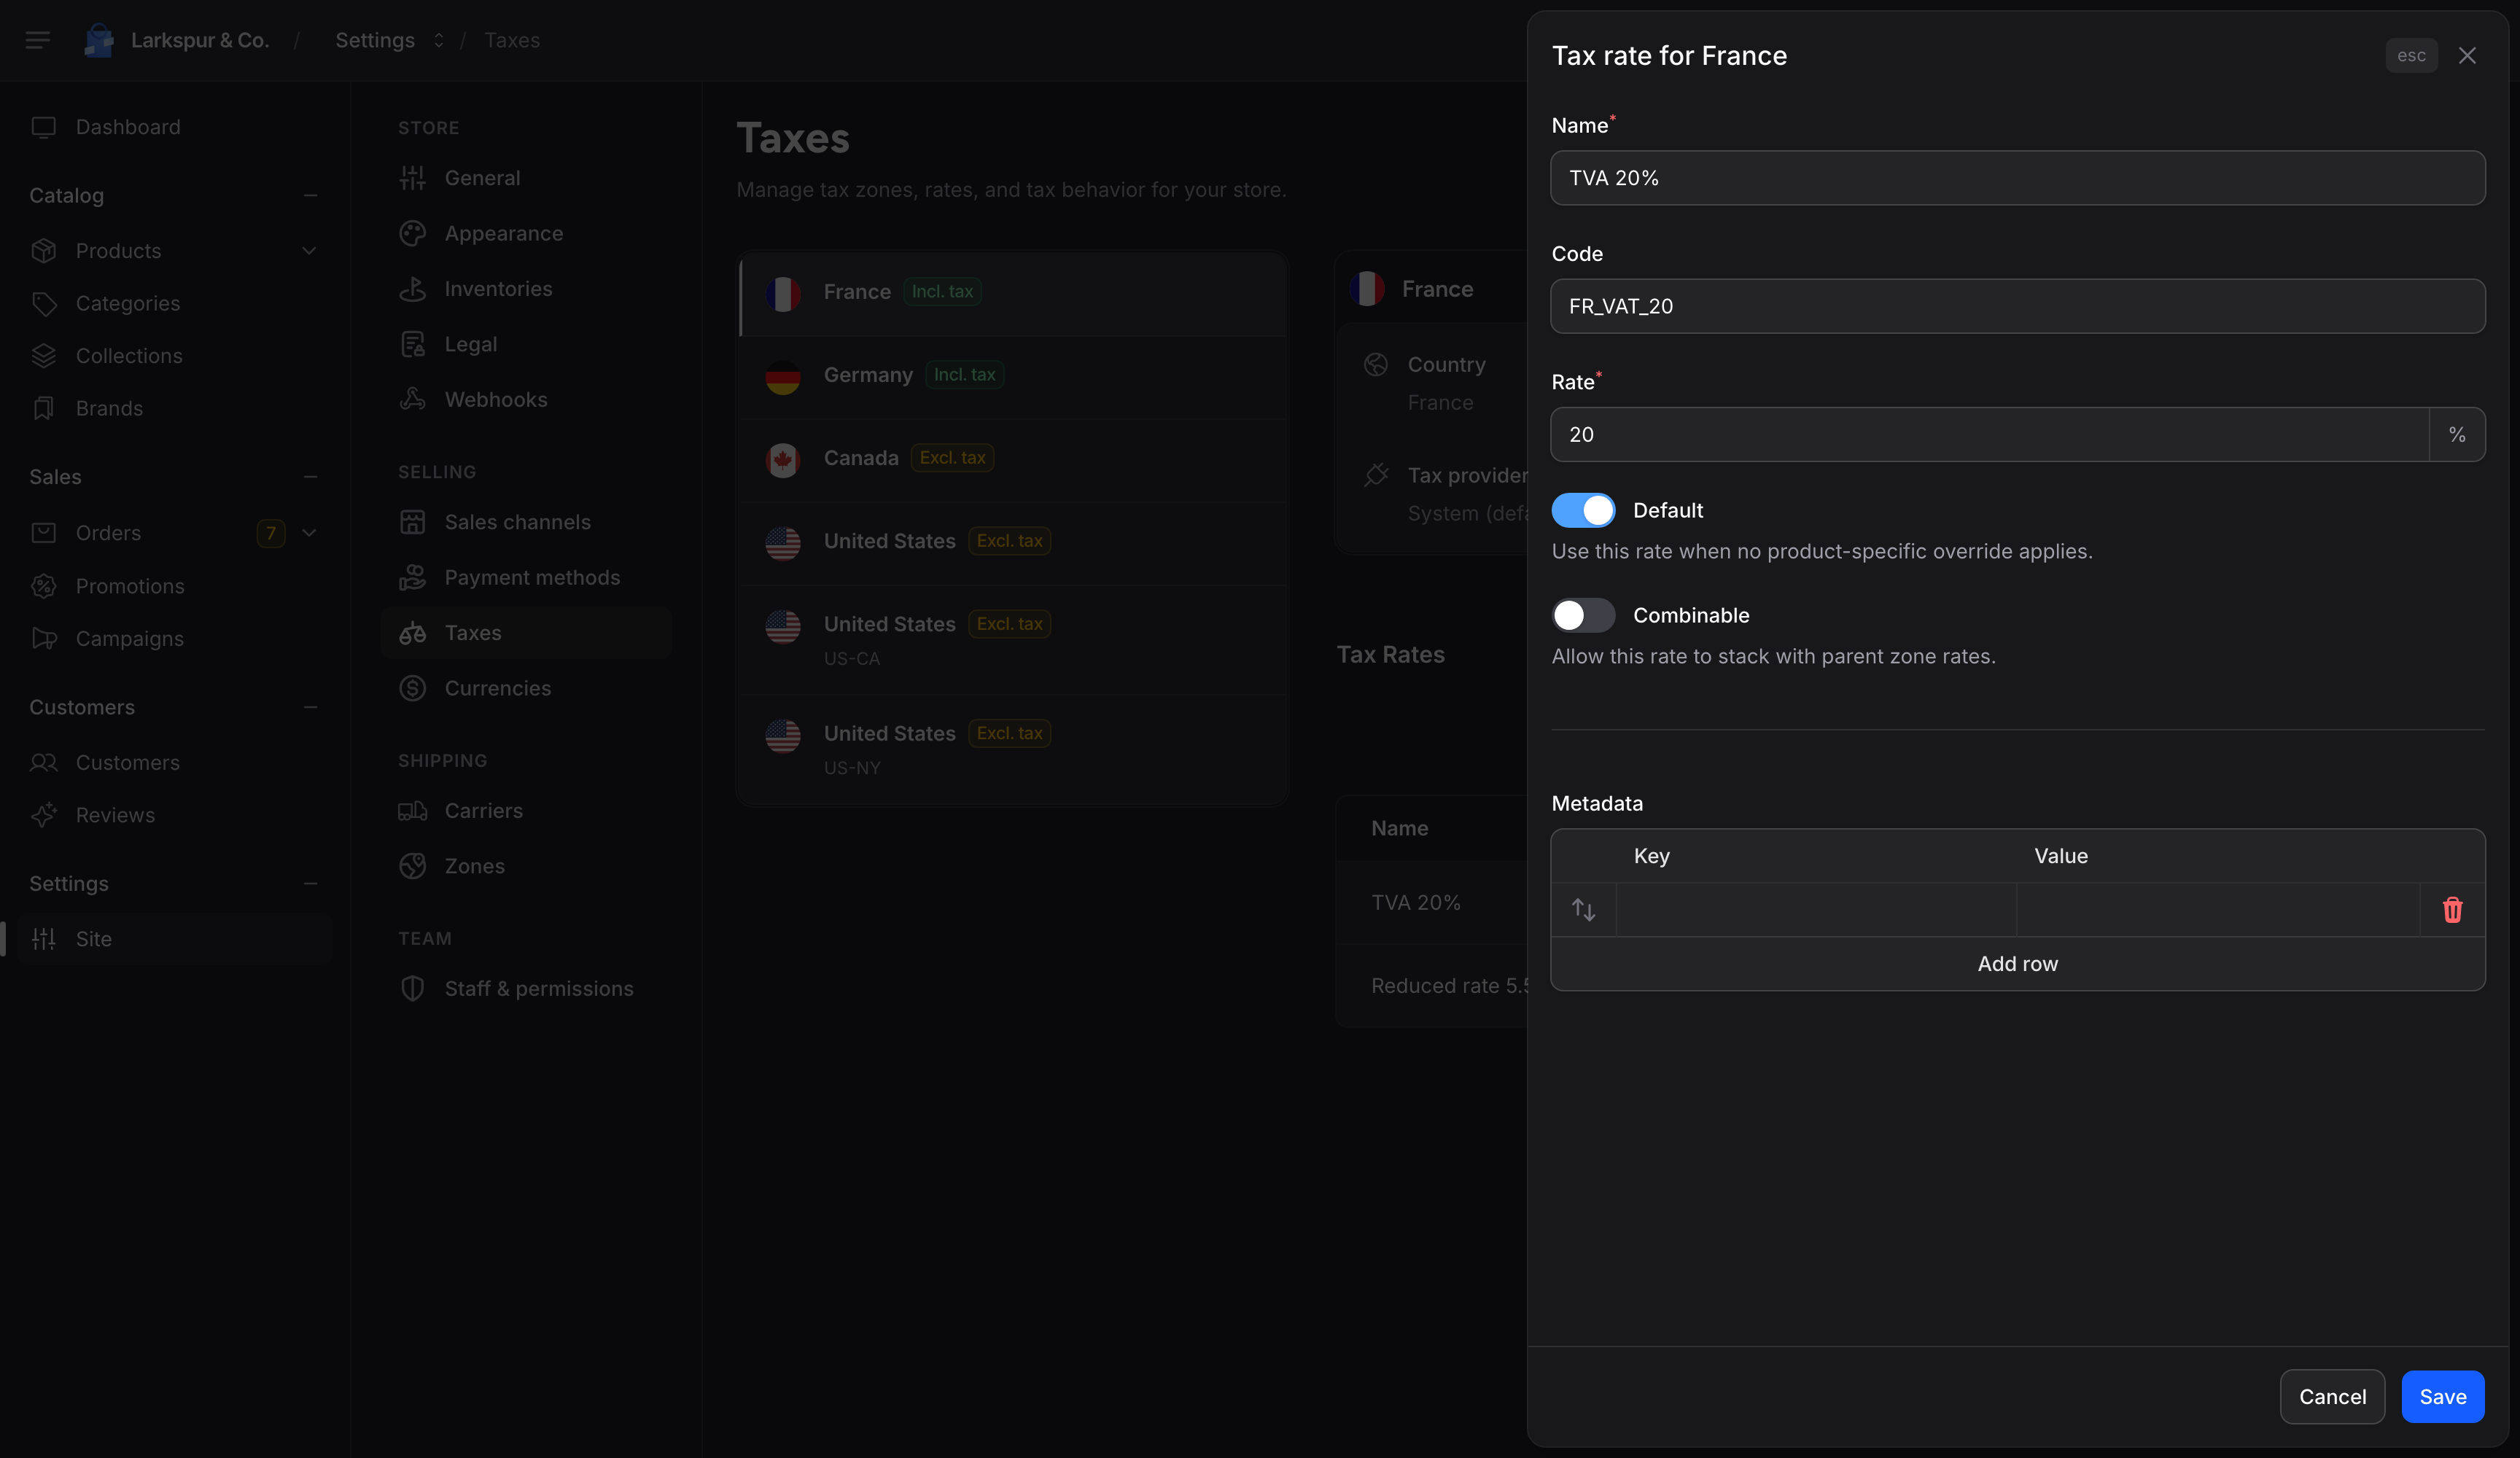 Larkspur & Co. / Settings / Taxes
Dashboard
Catalog
Products
Categories
Collections
Brands
Sales
Orders 7
Promotions
Campaigns
Customers
Customers
Reviews
Settings
Site
STORE
General
Appearance
Inventories
Legal
Webhooks
SELLING
Sales channels
Payment methods
Taxes
Currencies
SHIPPING
Carriers
Zones
TEAM
Staff & permissions
Taxes
Manage tax zones, rates, and tax behavior for your store.
France Incl. tax
Germany Incl. tax
Canada Excl. tax
United States Excl. tax
United States Excl. tax
US-CA
United States Excl. tax
US-NY
France
Country
France
Tax provider
System (defa
Tax Rates
Name
TVA 20%
Reduced rate 5.5
Tax rate for France esc
Name*
TVA 20%
Code
FR_VAT_20
Rate*
20 %
Default
Use this rate when no product-specific override applies.
Combinable
Allow this rate to stack with parent zone rates.
Metadata
Key Value
Add row
Cancel Save